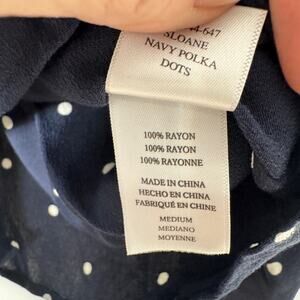 SLOANE
NAVY POLKA
DOTS
100% RAYON
100% RAYON
100% RAYONNE
MADE IN CHINA
HECHO EN CHINA
FABRIQUÉ EN CHINE
MEDIUM
MEDIANO
MOYENNE